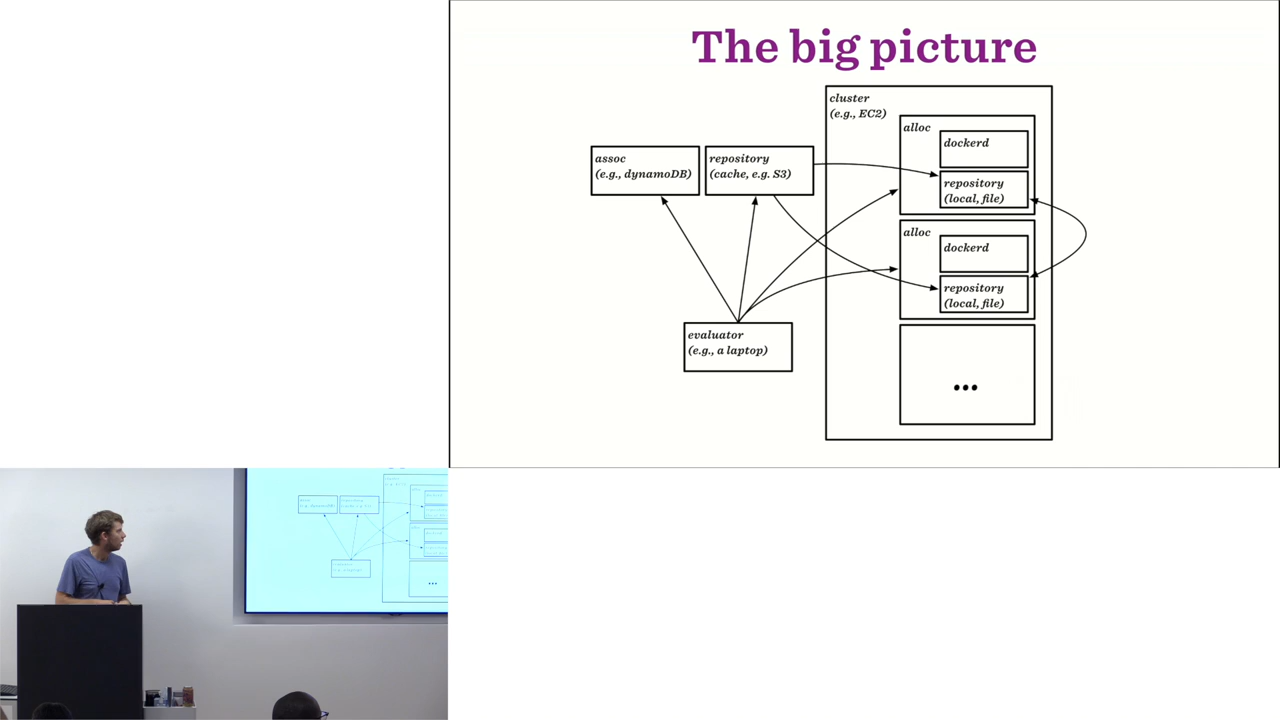 The big picture
cluster
(e.g., EC2)
alloc
dockerd
repository
(local, file)
assoc
(e.g., dynamoDB)
repository
(cache, e.g. S3)
alloc
dockerd
repository
(local, file)
evaluator
(e.g., a laptop)
...